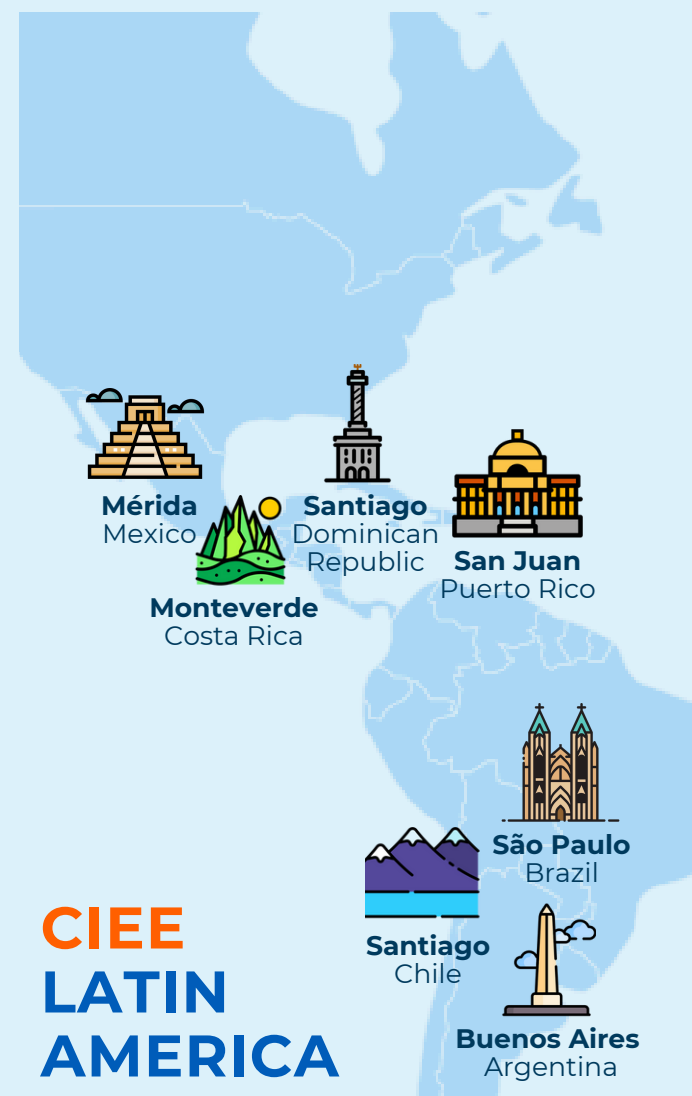 Mérida
Mexico
Santiago
Dominican
Republic
San Juan
Puerto Rico
Monteverde
Costa Rica
São Paulo
Brazil
Santiago
Chile
Buenos Aires
Argentina
CIEE
LATIN
AMERICA